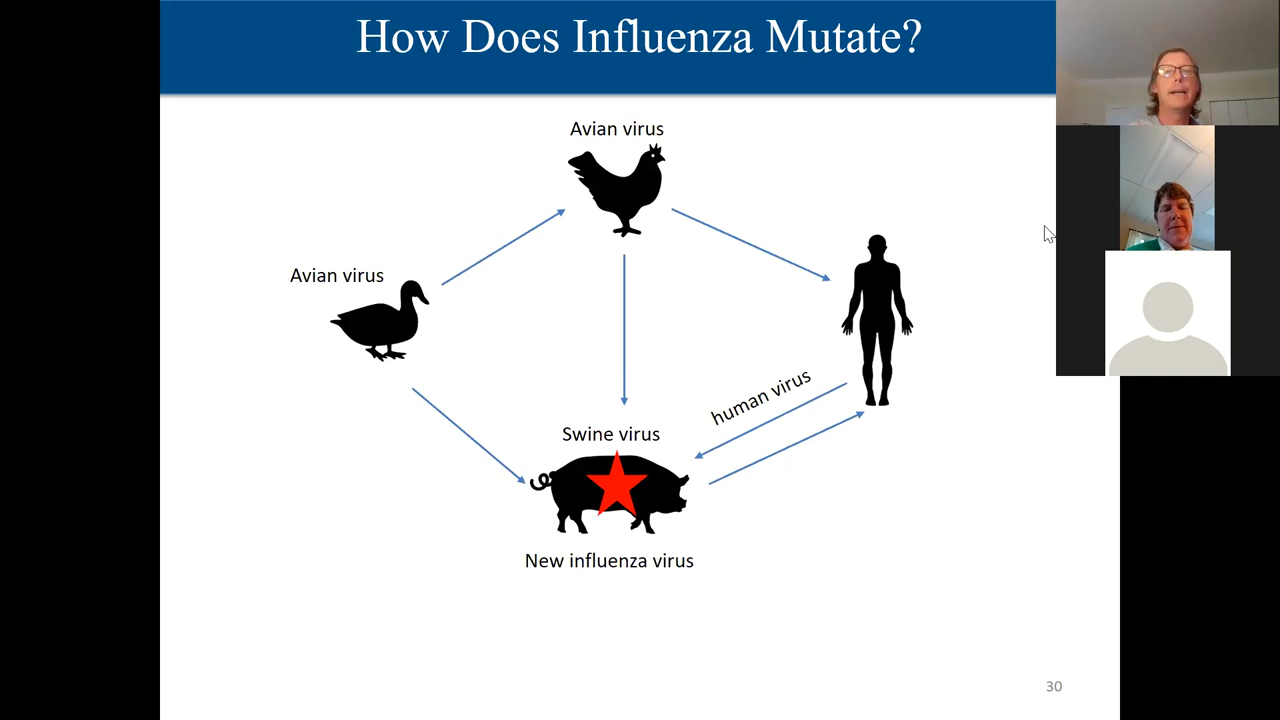 How Does Influenza Mutate?
Avian virus
Avian virus
human virus
Swine virus
New influenza virus
30